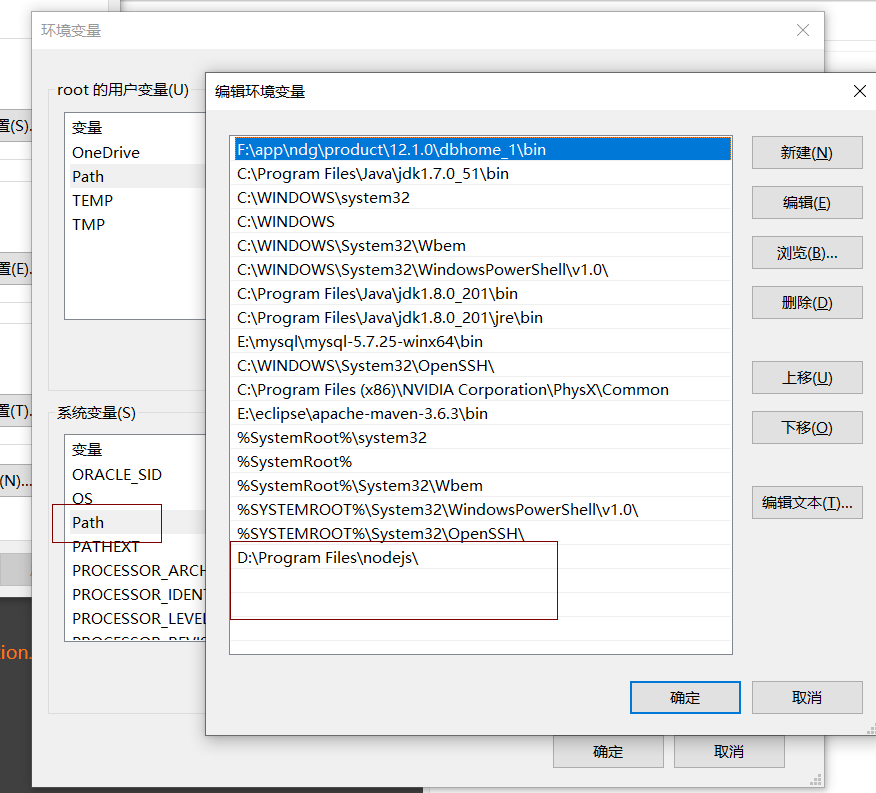 环境变量
root 的用户变量(U)
变量
OneDrive
Path
TEMP
TMP
系统变量(S)
变量
ORACLE_SID
OS
Path
PATHEXT
PROCESSOR_ARCH
PROCESSOR_IDENT
PROCESSOR_LEVEL
确定
取消
编辑环境变量
F:\app\ndg\product\12.1.0\dbhome_1\bin
C:\Program Files\Java\jdk1.7.0_51\bin
C:\WINDOWS\system32
C:\WINDOWS
C:\WINDOWS\System32\Wbem
C:\WINDOWS\System32\WindowsPowerShell\v1.0\
C:\Program Files\Java\jdk1.8.0_201\bin
C:\Program Files\Java\jdk1.8.0_201\jre\bin
E:\mysql\mysql-5.7.25-winx64\bin
C:\WINDOWS\System32\OpenSSH\
C:\Program Files (x86)\NVIDIA Corporation\PhysX\Common
E:\eclipse\apache-maven-3.6.3\bin
%SystemRoot%\system32
%SystemRoot%
%SystemRoot%\System32\Wbem
%SYSTEMROOT%\System32\WindowsPowerShell\v1.0\
%SYSTEMROOT%\System32\OpenSSH\
D:\Program Files\nodejs\
新建(N)
编辑(E)
浏览(B)...
删除(D)
上移(U)
下移(O)
编辑文本(T)...
确定
取消
置(S).
置(E).
置(T).
(N)...
tion.